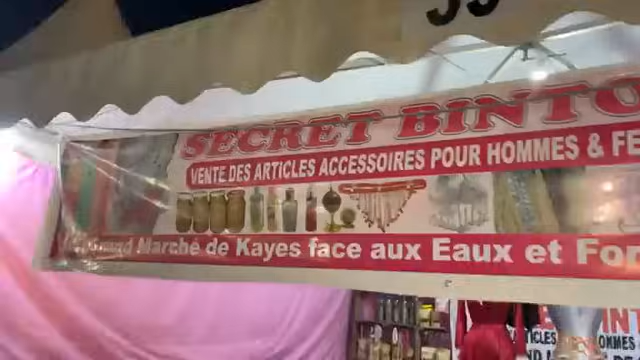 SECRET BINTO
VENTE DES ARTICLES ACCESSOIRES POUR HOMMES & FE
Grand Marché de Kayes face aux Eaux et For